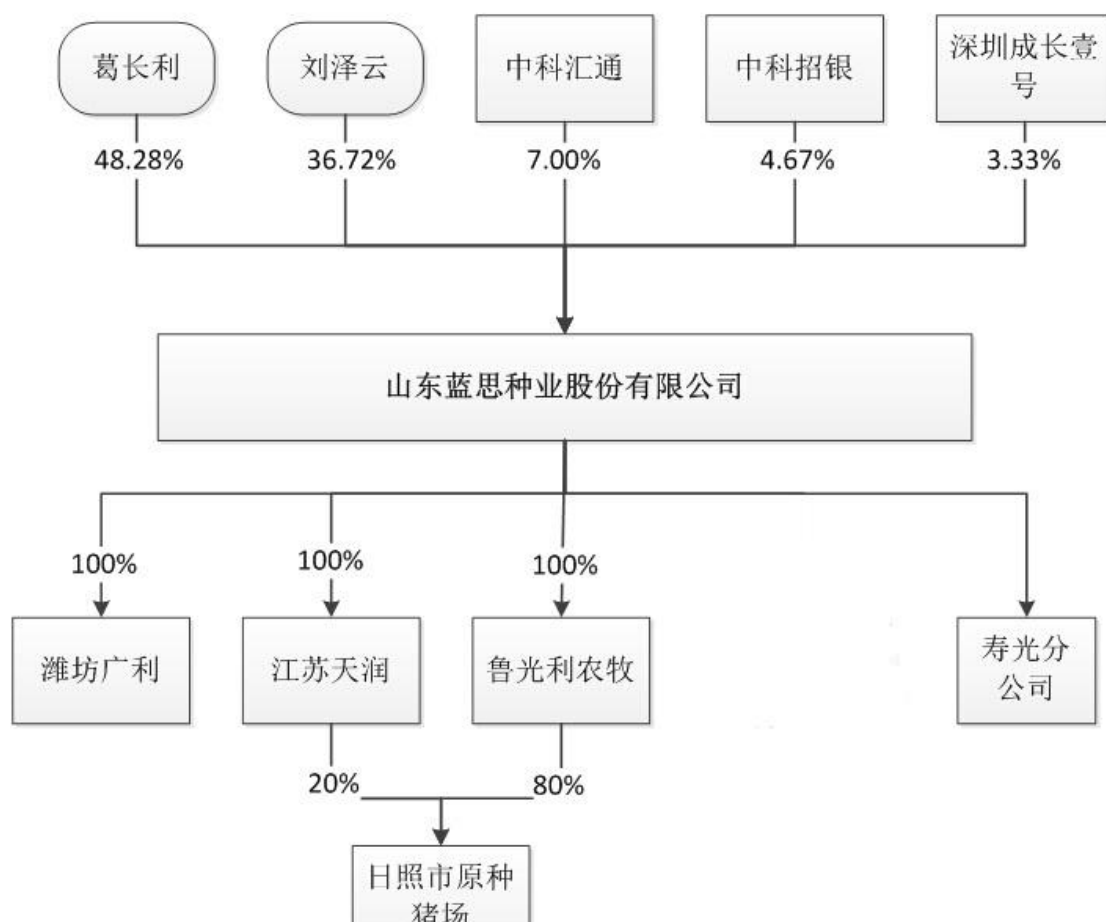 葛长利
刘泽云
中科汇通
中科招银
深圳成长壹
号
48.28%
36.72%
7.00%
4.67%
3.33%
山东蓝思种业股份有限公司
100%
100%
100%
潍坊广利
江苏天润
鲁光利农牧
寿光分
公司
20%
80%
日照市原种
猪场